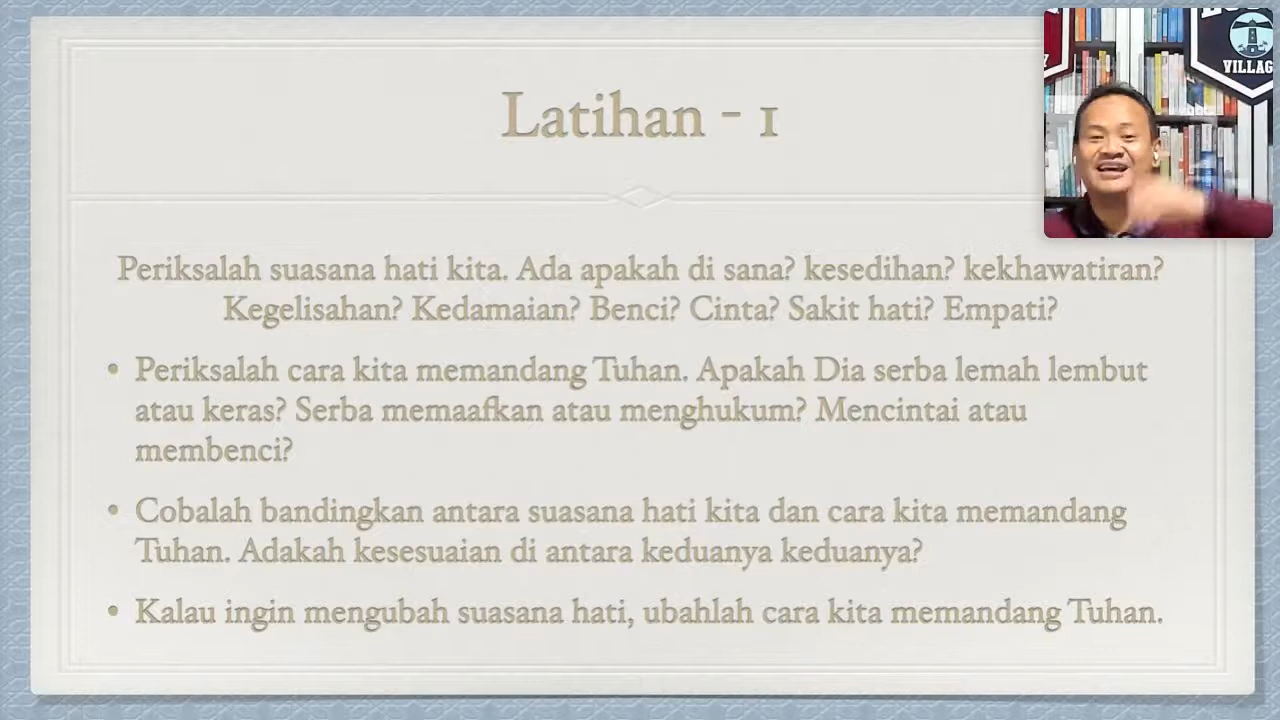 Latihan - 1
VILLAG
Periksalah suasana hati kita. Ada apakah di sana? kesedihan? kekhawatiran?
Kegelisahan? Kedamaian? Benci? Cinta? Sakit hati? Empati?
• Periksalah cara kita memandang Tuhan. Apakah Dia serba lemah lembut
atau keras? Serba memaafkan atau menghukum? Mencintai atau
membenci?
• Cobalah bandingkan antara suasana hati kita dan cara kita memandang
Tuhan. Adakah kesesuaian di antara keduanya keduanya?
• Kalau ingin mengubah suasana hati, ubahlah cara kita memandang Tuhan.